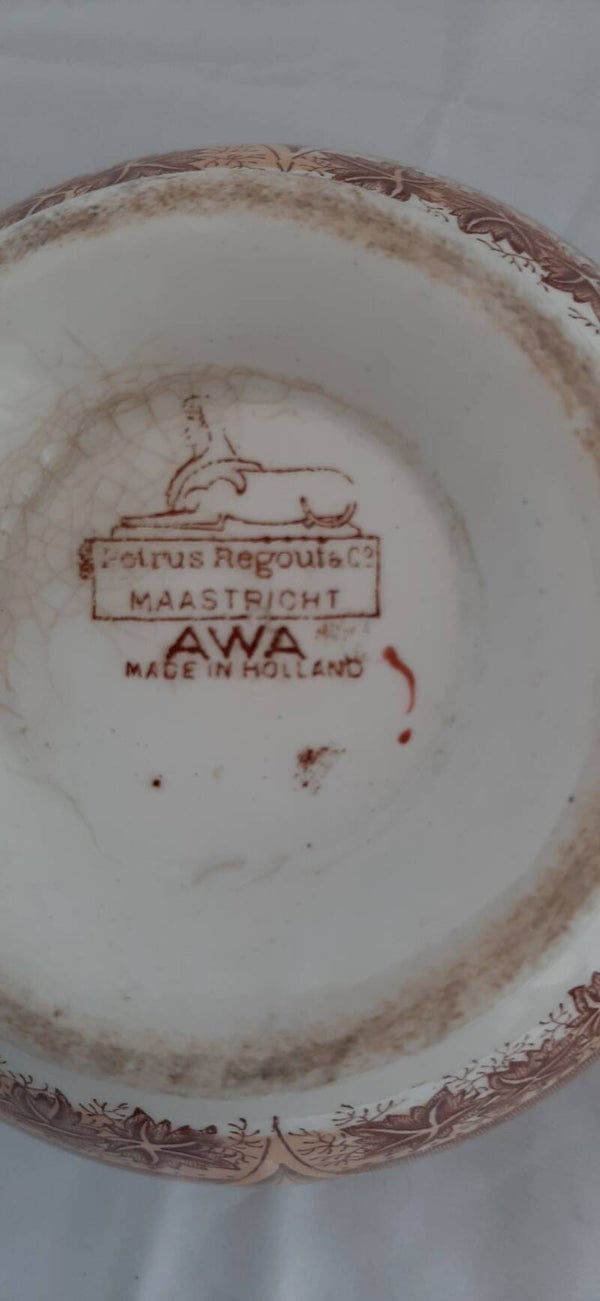 Petrus Regout & Co
MAASTRICHT
AWA
MADE IN HOLLAND